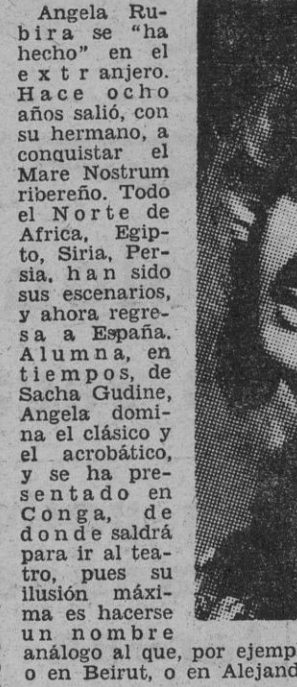 Angela Ru-
bira se "ha
hecho" en el
extranjero.
Hace ocho
años salió, con
su hermano, a
conquistar el
Mare Nostrum
ribereño. Todo
el Norte de
Africa, Egip-
to, Siria, Per-
sia, han sido
sus escenarios,
y ahora regre-
sa a España.
Alumna, en
tiempos, de
Sacha Gudine,
Angela domi-
na el clásico y
el acrobático,
y se ha pre-
sentado en
Conga, de
donde saldrá
para ir al tea-
tro, pues su
ilusión máxi-
ma es hacerse
un nombre
análogo al que, por ejemp
o en Beirut, o en Alejand